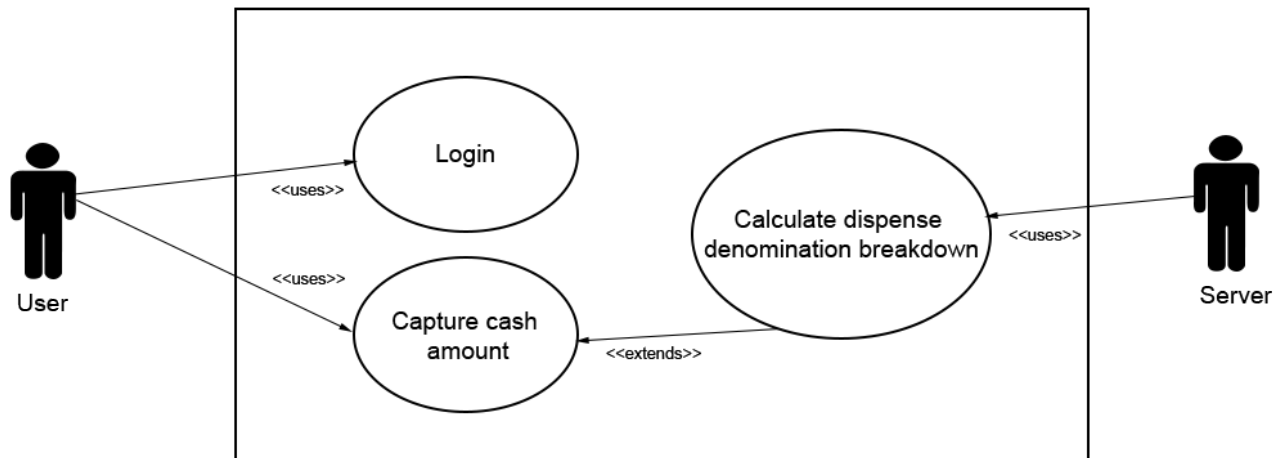 Login
<<uses>>
User
<<uses>>
Capture cash
amount
<<extends>>
Calculate dispense
denomination breakdown
<<uses>>
Server